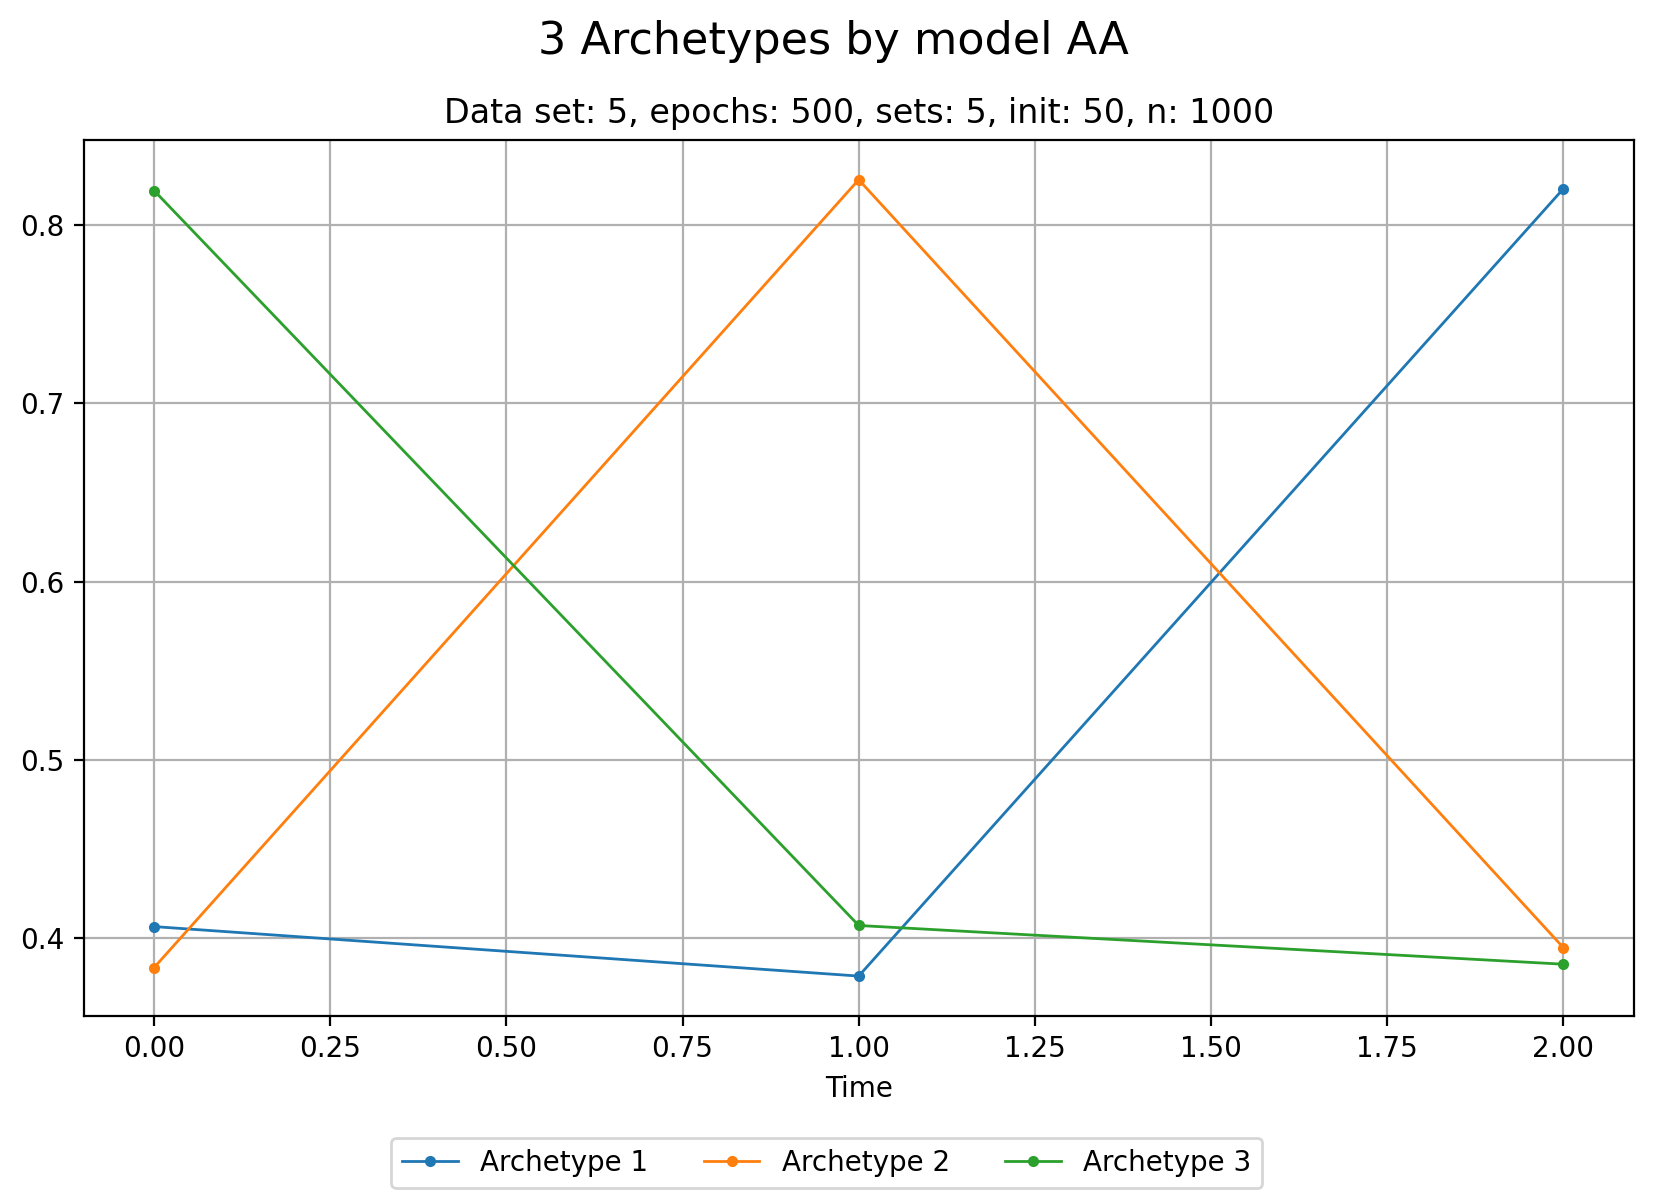 3 Archetypes by model AA
Data set: 5, epochs: 500, sets: 5, init: 50, n: 1000
0.8
0.7
0.6
0.5
0.4
0.00 0.25 0.50 0.75 1.00 1.25 1.50 1.75 2.00
Time
Archetype 1 Archetype 2 Archetype 3